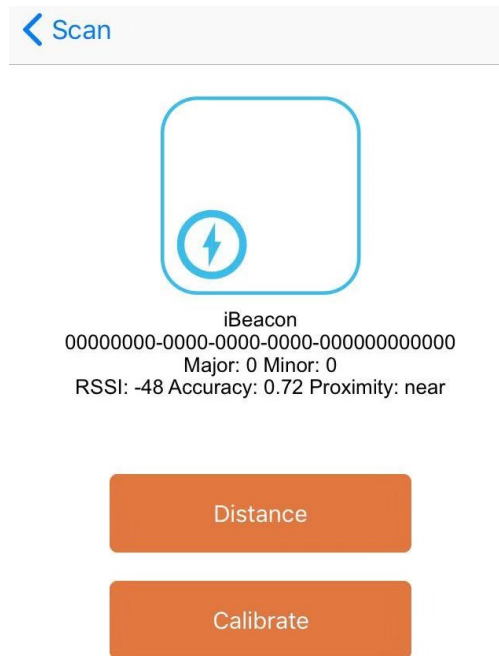 Scan
iBeacon
00000000-0000-0000-0000-000000000000
Major: 0 Minor: 0
RSSI: -48 Accuracy: 0.72 Proximity: near
Distance
Calibrate